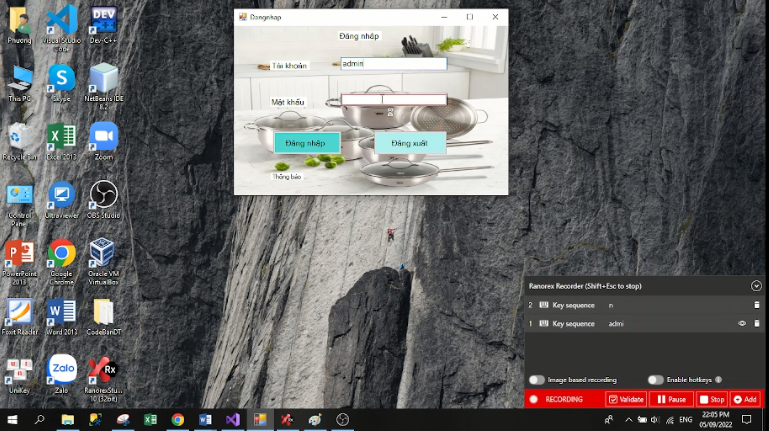 Dangnhap
Đăng nhập
Tài khoản
admin
Mật khẩu
Đăng nhập
Đăng xuất
Thông báo
Phương
Visual Studio
Code
Dev-C++
This PC
Skype
NetBeans IDE
8.2
Recycle Bin
Excel 2013
Zoom
Control
Panel
Ultraviewer
OBS Studio
PowerPoint
2013
Google
Chrome
Oracle VM
VirtualBox
Foxit Reader
Word 2013
CodeBanDT
UniKey
Zalo
RanorexStu...
10 (32bit)
Ranorex Recorder (Shift+Esc to stop)
2 Key sequence n
1 Key sequence admi
Image based recording
Enable hotkeys
RECORDING
Validate
Pause
Stop
Add
ENG
22:05 PM
05/09/2022